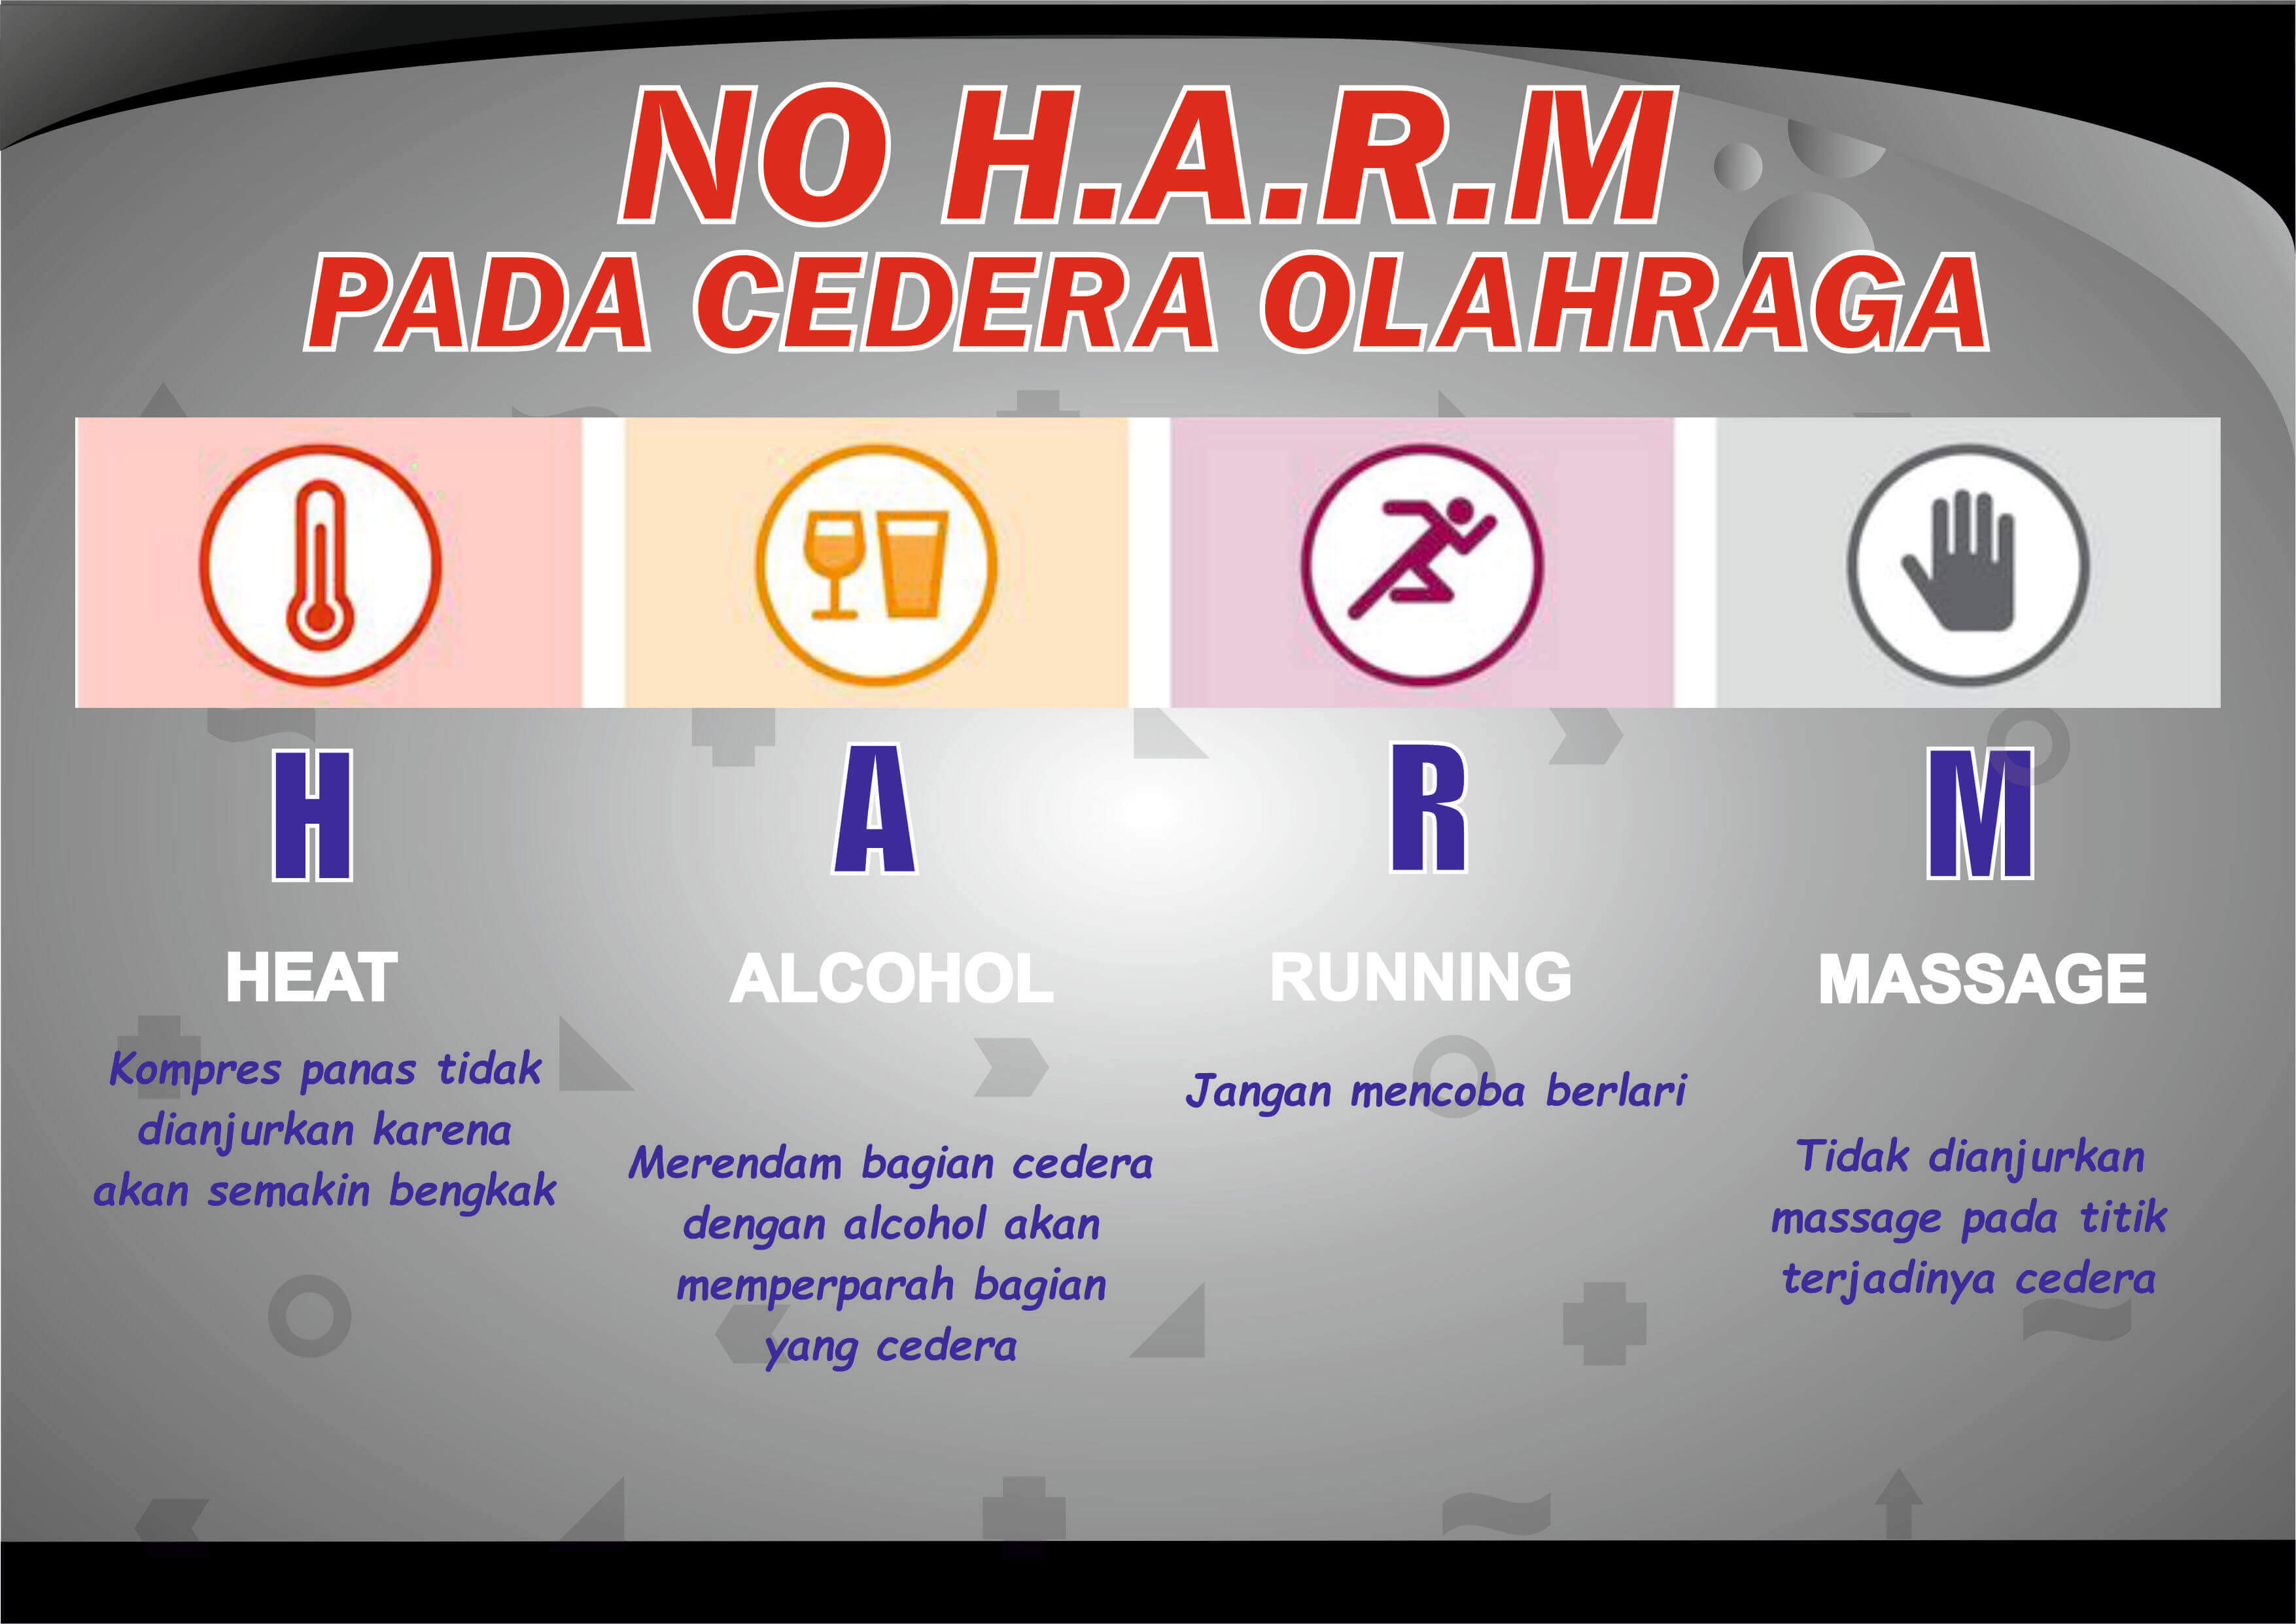 NO H.A.R.M
PADA CEDERA OLAHRAGA
H
A
R
M
HEAT
ALCOHOL
RUNNING
MASSAGE
Kompres panas tidak
dianjurkan karena
akan semakin bengkak
Merendam bagian cedera
dengan alcohol akan
memperparah bagian
yang cedera
Jangan mencoba berlari
Tidak dianjurkan
massage pada titik
terjadinya cedera